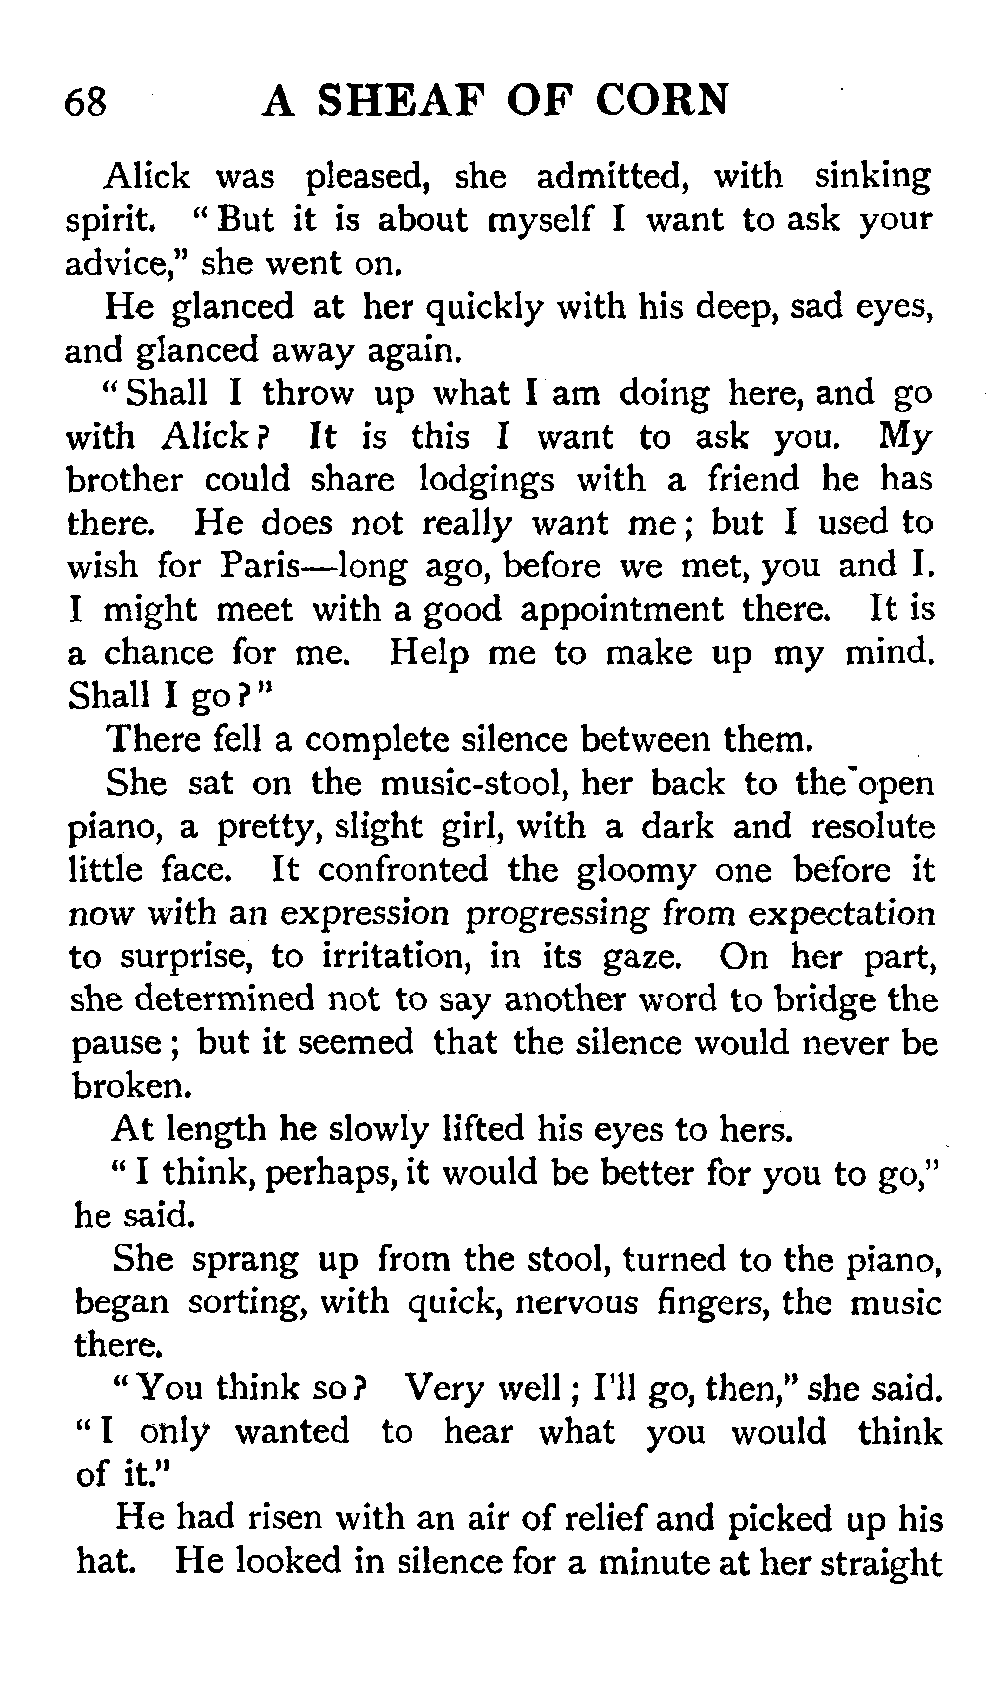 68 A SHEAF OF CORN
Alick was pleased, she admitted, with sinking
spirit. "But it is about myself I want to ask your
advice," she went on.
He glanced at her quickly with his deep, sad eyes,
and glanced away again.
"Shall I throw up what I am doing here, and go
with Alick? It is this I want to ask you. My
brother could share lodgings with a friend he has
there. He does not really want me; but I used to
wish for Paris—long ago, before we met, you and I.
I might meet with a good appointment there. It is
a chance for me. Help me to make up my mind.
Shall I go?"
There fell a complete silence between them.
She sat on the music-stool, her back to the open
piano, a pretty, slight girl, with a dark and resolute
little face. It confronted the gloomy one before it
now with an expression progressing from expectation
to surprise, to irritation, in its gaze. On her part,
she determined not to say another word to bridge the
pause; but it seemed that the silence would never be
broken.
At length he slowly lifted his eyes to hers.
"I think, perhaps, it would be better for you to go,"
he said.
She sprang up from the stool, turned to the piano,
began sorting, with quick, nervous fingers, the music
there.
"You think so? Very well; I'll go, then," she said.
"I only wanted to hear what you would think
of it."
He had risen with an air of relief and picked up his
hat. He looked in silence for a minute at her straight